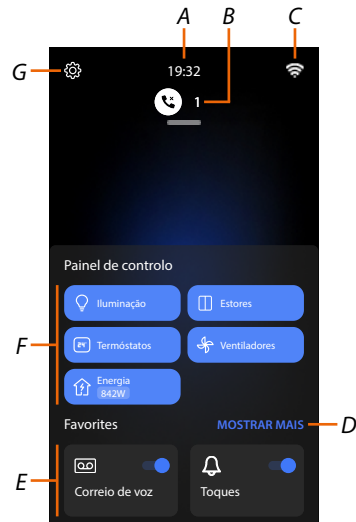 A
B
C
G
19:32
1
Painel de controlo
Iluminação
Estores
F
Termóstatos
Ventiladores
Energia
842W
Favorites
MOSTRAR MAIS
D
E
Correio de voz
Toques